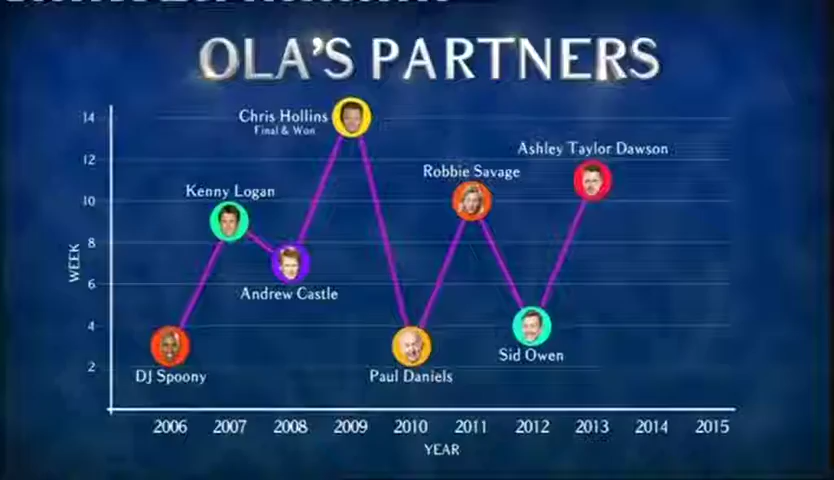 OLA'S PARTNERS
14
Chris Hollins
Final & Won
12
Ashley Taylor Dawson
Robbie Savage
10
Kenny Logan
8
WEEK
6
Andrew Castle
4
Sid Owen
2
DJ Spoony
Paul Daniels
2006 2007 2008 2009 2010 2011 2012 2013 2014 2015
YEAR